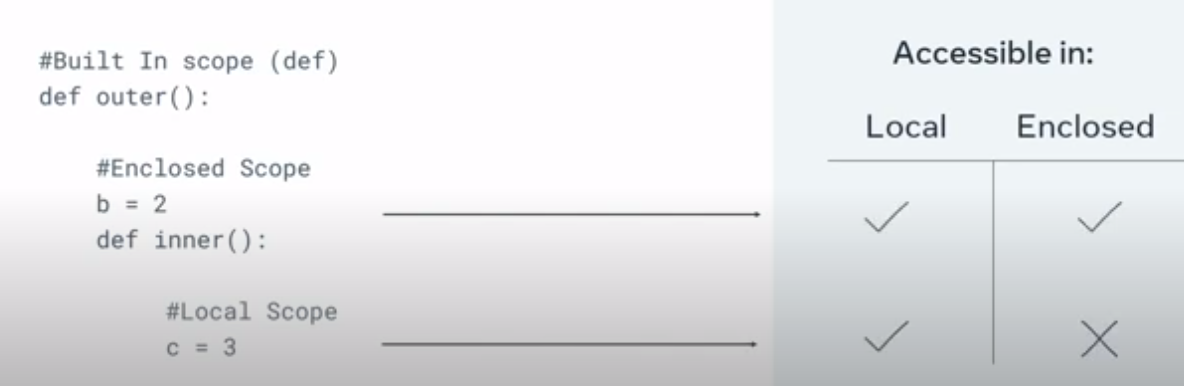 #Built In scope (def)
def outer():
#Enclosed Scope
b = 2
def inner():
#Local Scope
c = 3
Accessible in:
Local Enclosed